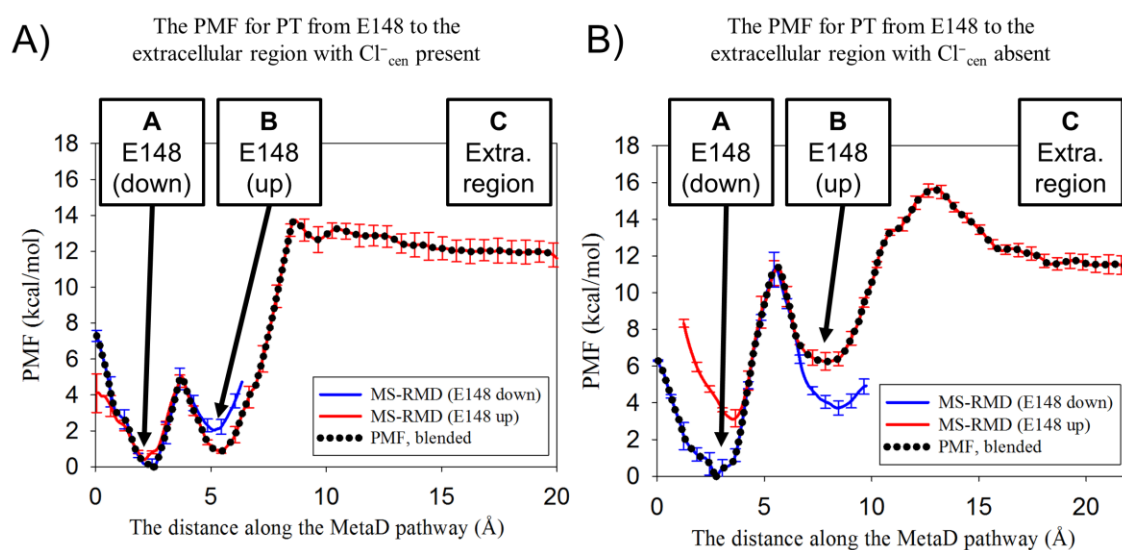 A)
The PMF for PT from E148 to the
extracellular region with Cl⁻cen present
A
E148
(down)
B
E148
(up)
C
Extra.
region
PMF (kcal/mol)
18
16
14
12
10
8
6
4
2
0
MS-RMD (E148 down)
MS-RMD (E148 up)
PMF, blended
0 5 10 15 20
The distance along the MetaD pathway (Å)
B)
The PMF for PT from E148 to the
extracellular region with Cl⁻cen absent
A
E148
(down)
B
E148
(up)
C
Extra.
region
PMF (kcal/mol)
18
16
14
12
10
8
6
4
2
0
MS-RMD (E148 down)
MS-RMD (E148 up)
PMF, blended
0 5 10 15 20
The distance along the MetaD pathway (Å)